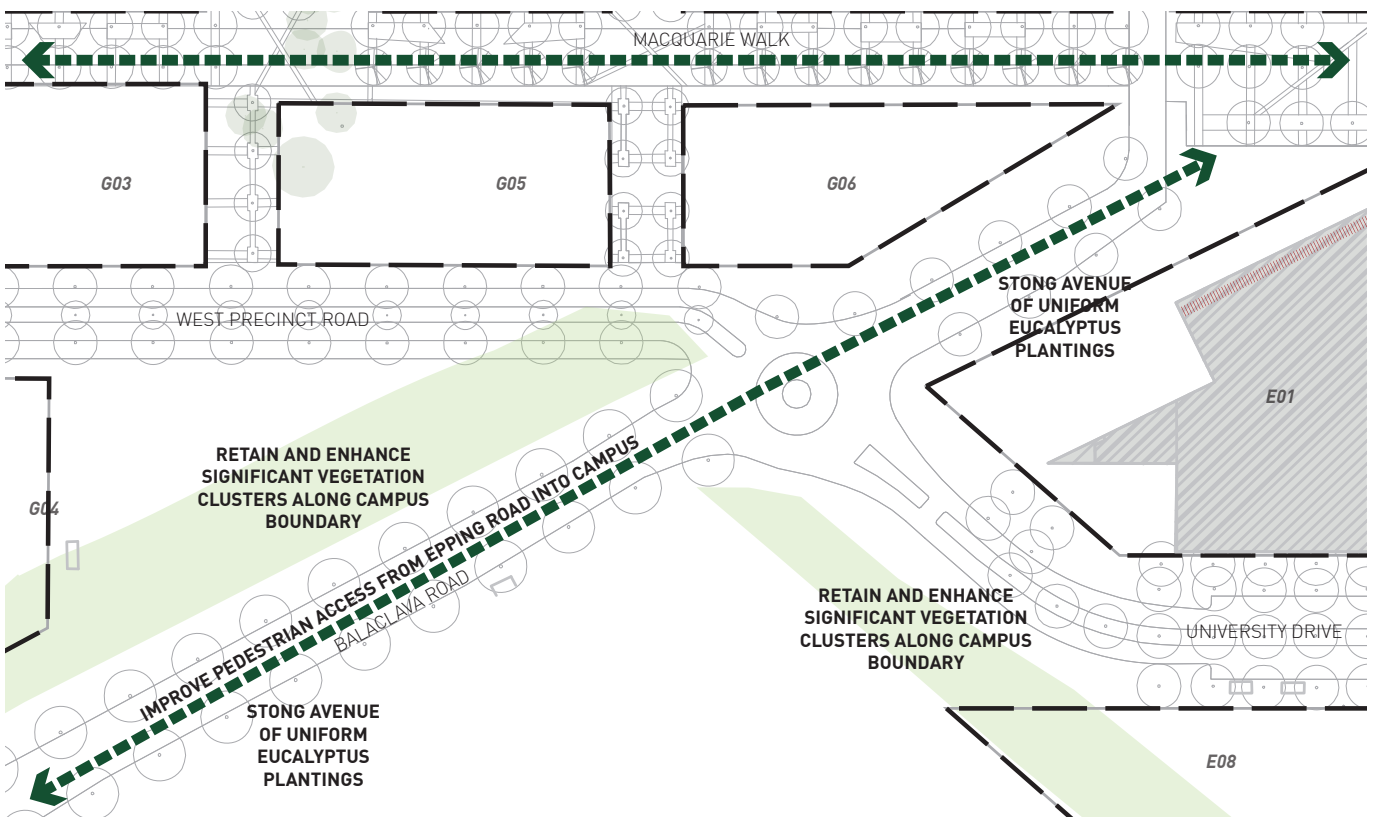 MACQUARIE WALK
G03
G05
G06
STONG AVENUE
OF UNIFORM
EUCALYPTUS
PLANTINGS
WEST PRECINCT ROAD
E01
RETAIN AND ENHANCE
SIGNIFICANT VEGETATION
CLUSTERS ALONG CAMPUS
BOUNDARY
G04
IMPROVE PEDESTRIAN ACCESS FROM EPPING ROAD INTO CAMPUS
BALACLAVA ROAD
RETAIN AND ENHANCE
SIGNIFICANT VEGETATION
CLUSTERS ALONG CAMPUS
BOUNDARY
UNIVERSITY DRIVE
STONG AVENUE
OF UNIFORM
EUCALYPTUS
PLANTINGS
E08